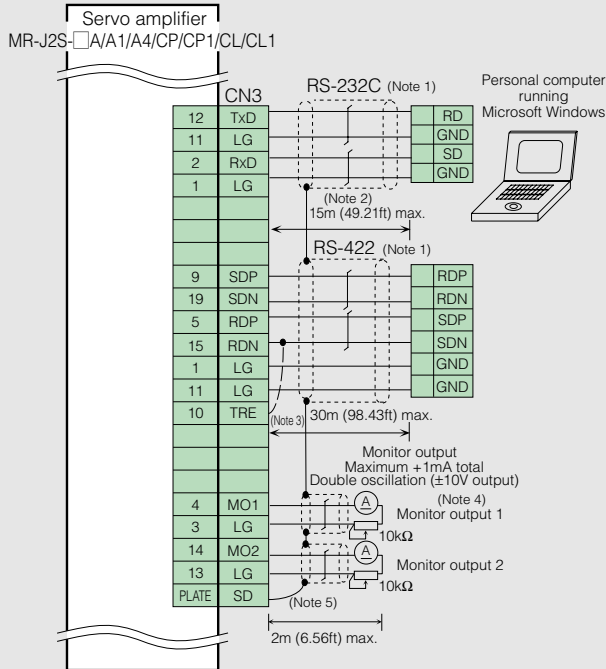 Servo amplifier
MR-J2S-□A/A1/A4/CP/CP1/CL/CL1
CN3
RS-232C (Note 1)
Personal computer
running
Microsoft Windows
12 TxD RD
11 LG GND
2 RxD SD
1 LG GND
(Note 2)
15m (49.21ft) max.
RS-422 (Note 1)
9 SDP RDP
19 SDN RDN
5 RDP SDP
15 RDN SDN
1 LG GND
11 LG GND
10 TRE
(Note 3)
30m (98.43ft) max.
Monitor output
Maximum +1mA total
Double oscillation (±10V output)
(Note 4)
4 MO1 A
Monitor output 1
3 LG
10kΩ
14 MO2 A
Monitor output 2
13 LG
10kΩ
PLATE SD
(Note 5)
2m (6.56ft) max.